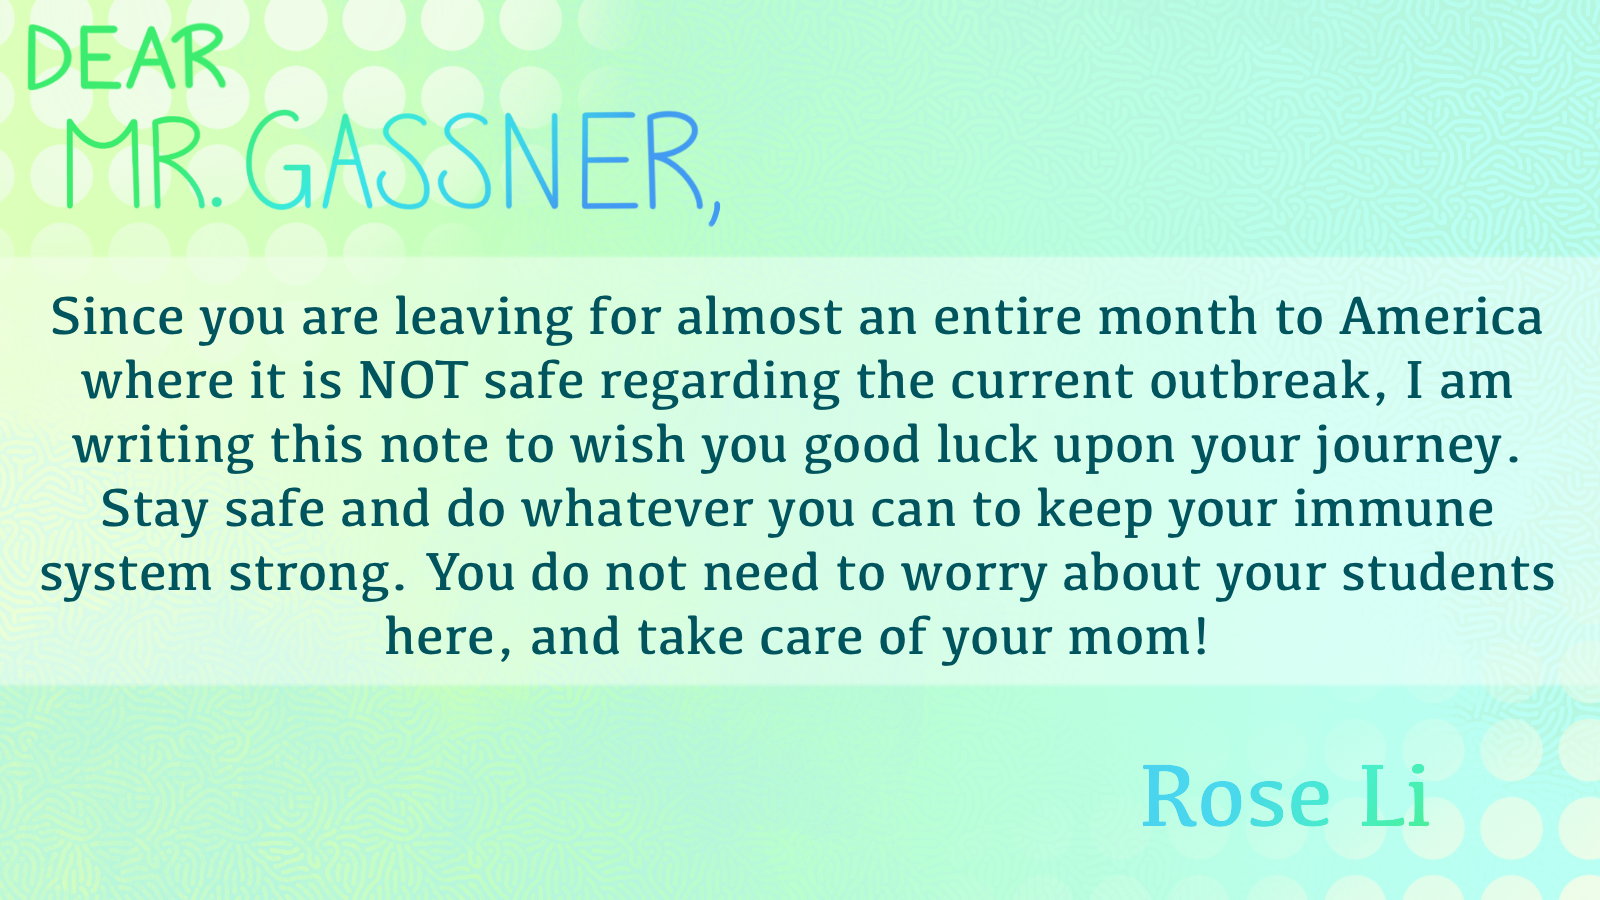 DEAR
MR. GASSNER,
Since you are leaving for almost an entire month to America
where it is NOT safe regarding the current outbreak, I am
writing this note to wish you good luck upon your journey.
Stay safe and do whatever you can to keep your immune
system strong. You do not need to worry about your students
here, and take care of your mom!
Rose Li